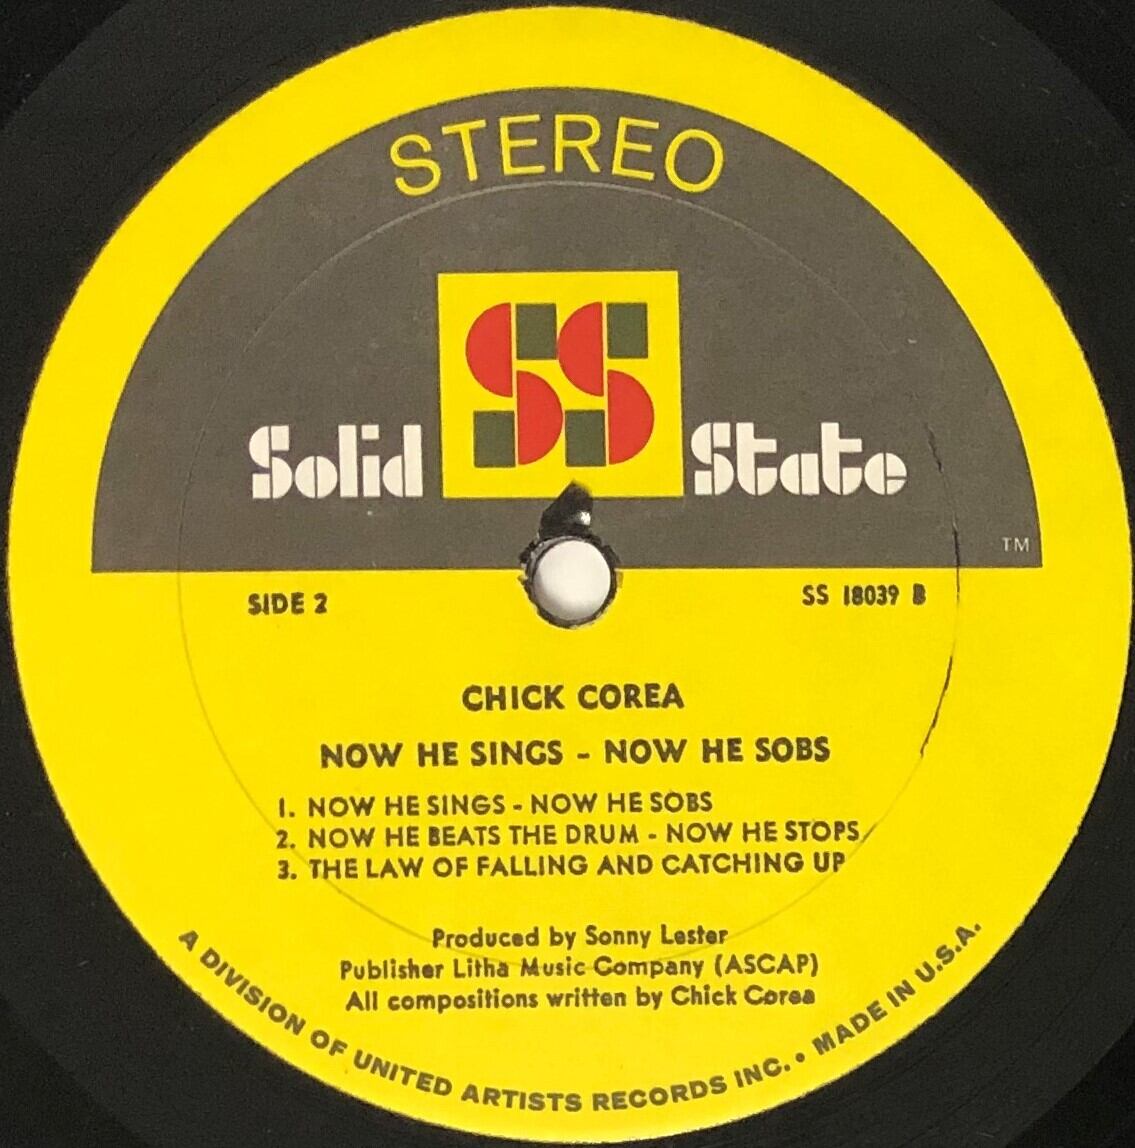 STEREO
Solid SS State
TM
SIDE 2 SS 18039 B
CHICK COREA
NOW HE SINGS - NOW HE SOBS
1. NOW HE SINGS - NOW HE SOBS
2. NOW HE BEATS THE DRUM - NOW HE STOPS
3. THE LAW OF FALLING AND CATCHING UP
Produced by Sonny Lester
Publisher Litha Music Company (ASCAP)
All compositions written by Chick Corea
A DIVISION OF UNITED ARTISTS RECORDS INC. • MADE IN U.S.A.